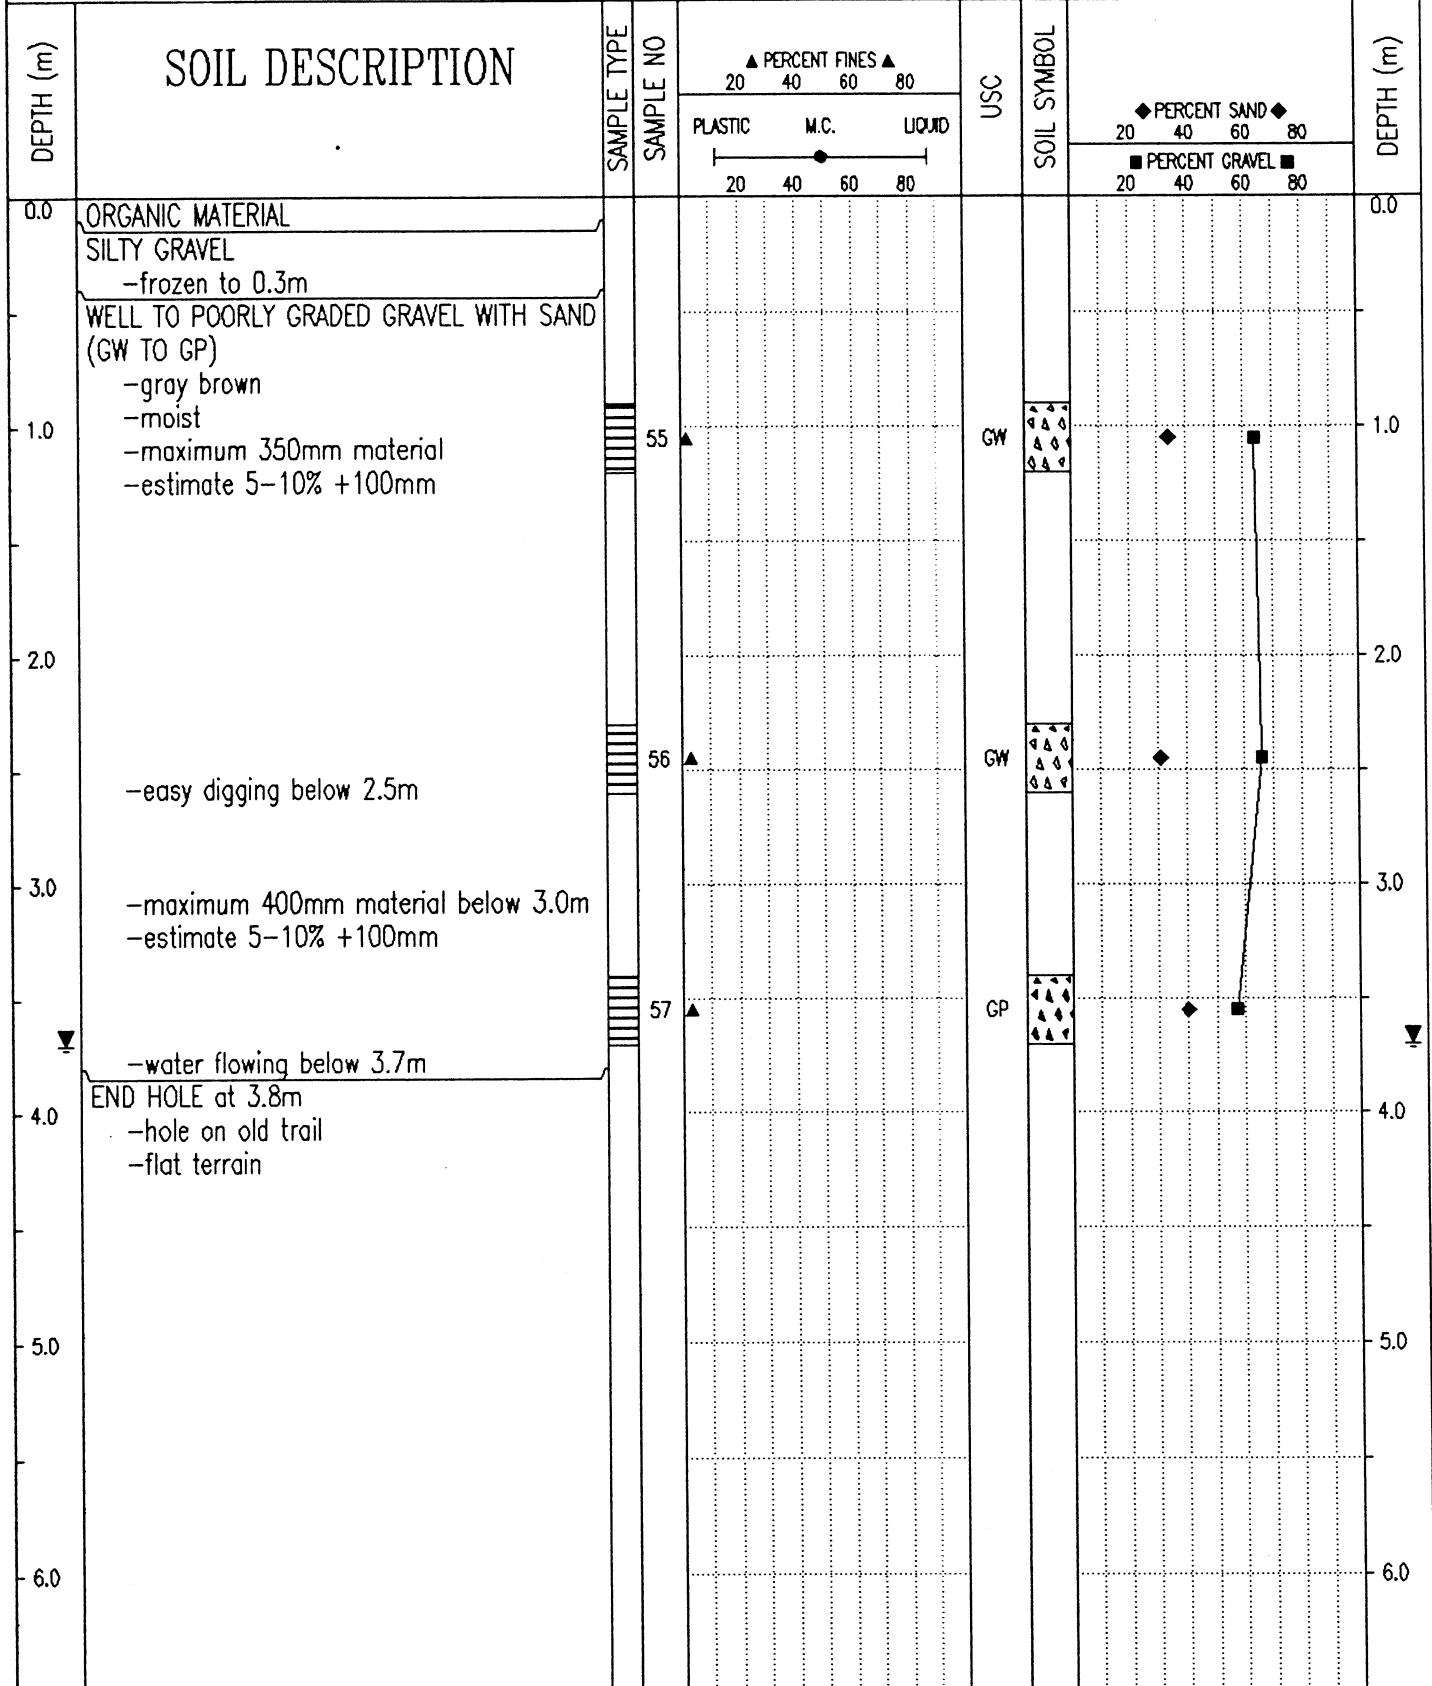 DEPTH (m)
SOIL DESCRIPTION
SAMPLE TYPE
SAMPLE NO
▲ PERCENT FINES ▲
20 40 60 80
PLASTIC M.C. LIQUID
20 40 60 80
USC
SOIL SYMBOL
◆ PERCENT SAND ◆
20 40 60 80
■ PERCENT GRAVEL ■
20 40 60 80
DEPTH (m)
0.0 ORGANIC MATERIAL 0.0
SILTY GRAVEL
-frozen to 0.3m
WELL TO POORLY GRADED GRAVEL WITH SAND
(GW TO GP)
-gray brown
-moist
1.0 55 GW 1.0
-maximum 350mm material
-estimate 5-10% +100mm
2.0 2.0
56 GW
-easy digging below 2.5m
3.0 3.0
-maximum 400mm material below 3.0m
-estimate 5-10% +100mm
57 GP
-water flowing below 3.7m
END HOLE at 3.8m
4.0 4.0
-hole on old trail
-flat terrain
5.0 5.0
6.0 6.0